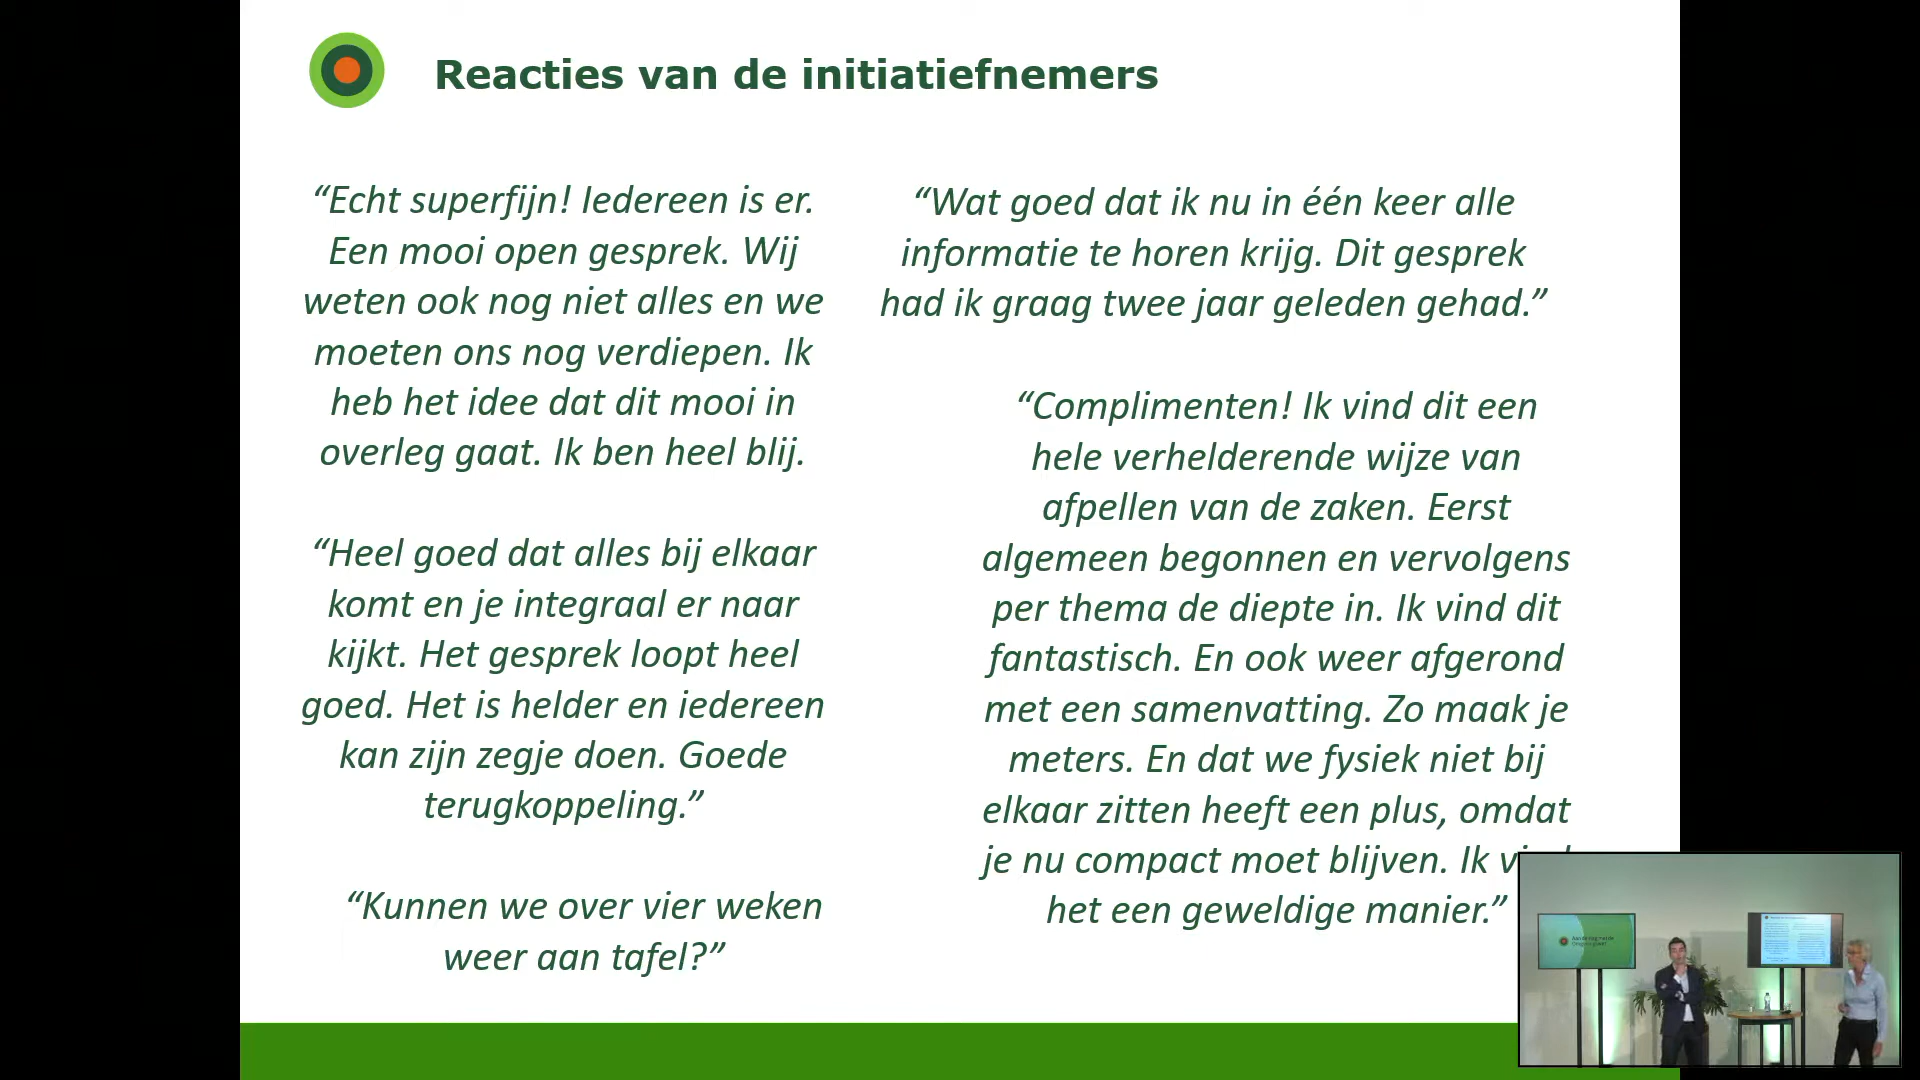 Reacties van de initiatiefnemers
“Echt superfijn! Iedereen is er.
Een mooi open gesprek. Wij
weten ook nog niet alles en we
moeten ons nog verdiepen. Ik
heb het idee dat dit mooi in
overleg gaat. Ik ben heel blij.
“Heel goed dat alles bij elkaar
komt en je integraal er naar
kijkt. Het gesprek loopt heel
goed. Het is helder en iedereen
kan zijn zegje doen. Goede
terugkoppeling.”
“Kunnen we over vier weken
weer aan tafel?”
“Wat goed dat ik nu in één keer alle
informatie te horen krijg. Dit gesprek
had ik graag twee jaar geleden gehad.”
“Complimenten! Ik vind dit een
hele verhelderende wijze van
afpellen van de zaken. Eerst
algemeen begonnen en vervolgens
per thema de diepte in. Ik vind dit
fantastisch. En ook weer afgerond
met een samenvatting. Zo maak je
meters. En dat we fysiek niet bij
elkaar zitten heeft een plus, omdat
je nu compact moet blijven. Ik
het een geweldige manier.”